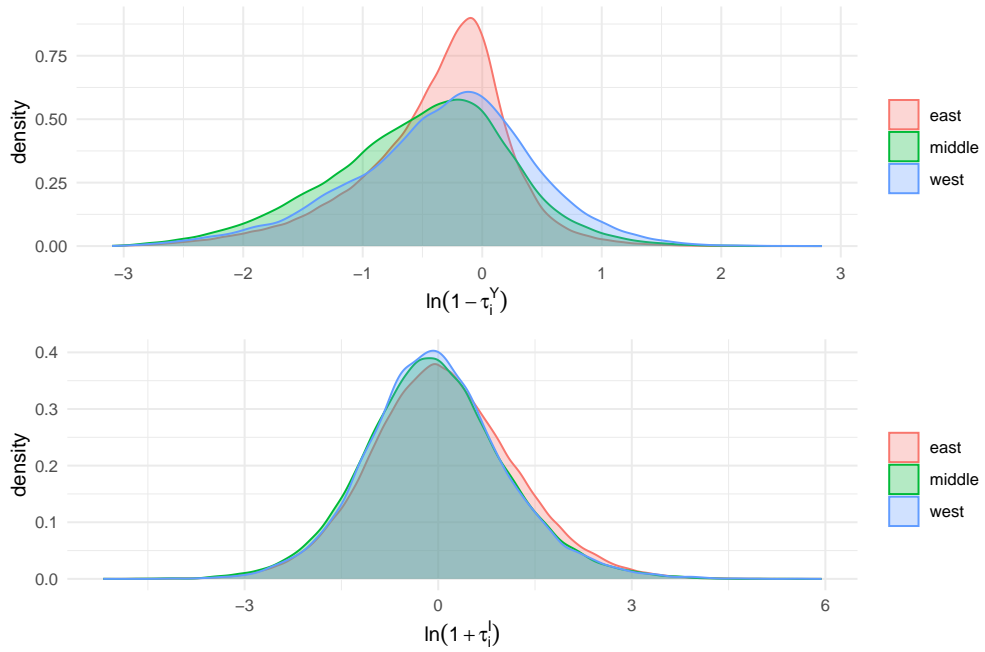 density
0.75
0.50
0.25
0.00
−3 −2 −1 0 1 2 3
ln(1 − τ_i^Y)
east
middle
west
density
0.4
0.3
0.2
0.1
0.0
−3 0 3 6
ln(1 + τ_i^I)
east
middle
west